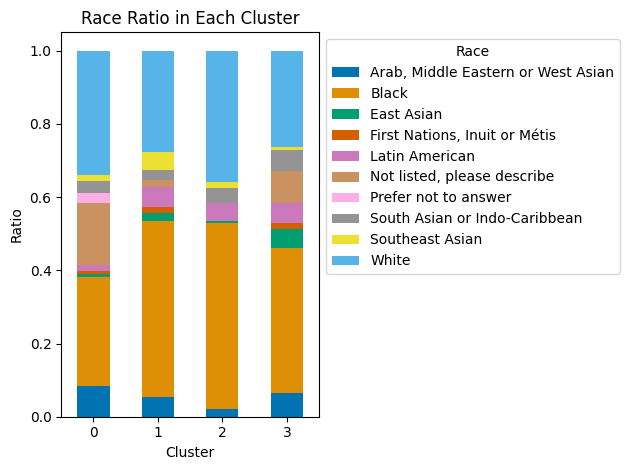 Race Ratio in Each Cluster
1.0
0.8
0.6
0.4
0.2
0.0
Ratio
0 1 2 3
Cluster
Race
Arab, Middle Eastern or West Asian
Black
East Asian
First Nations, Inuit or Métis
Latin American
Not listed, please describe
Prefer not to answer
South Asian or Indo-Caribbean
Southeast Asian
White